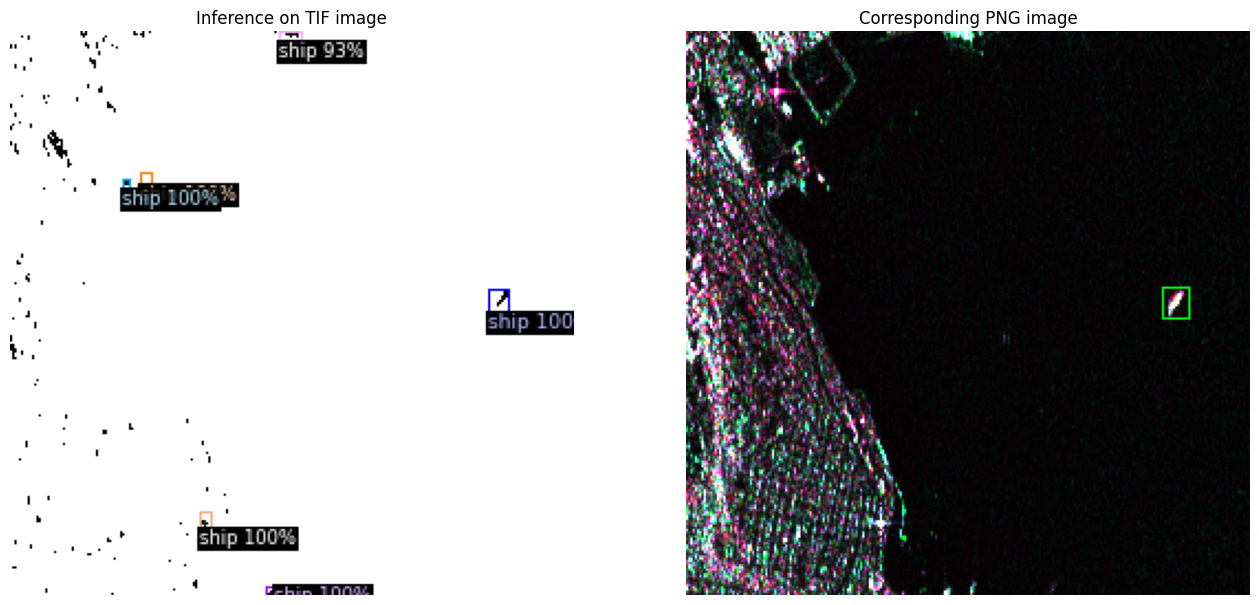 Inference on TIF image
Corresponding PNG image
ship 93%
ship 100%
%
ship 100
ship 100%
ship 100%